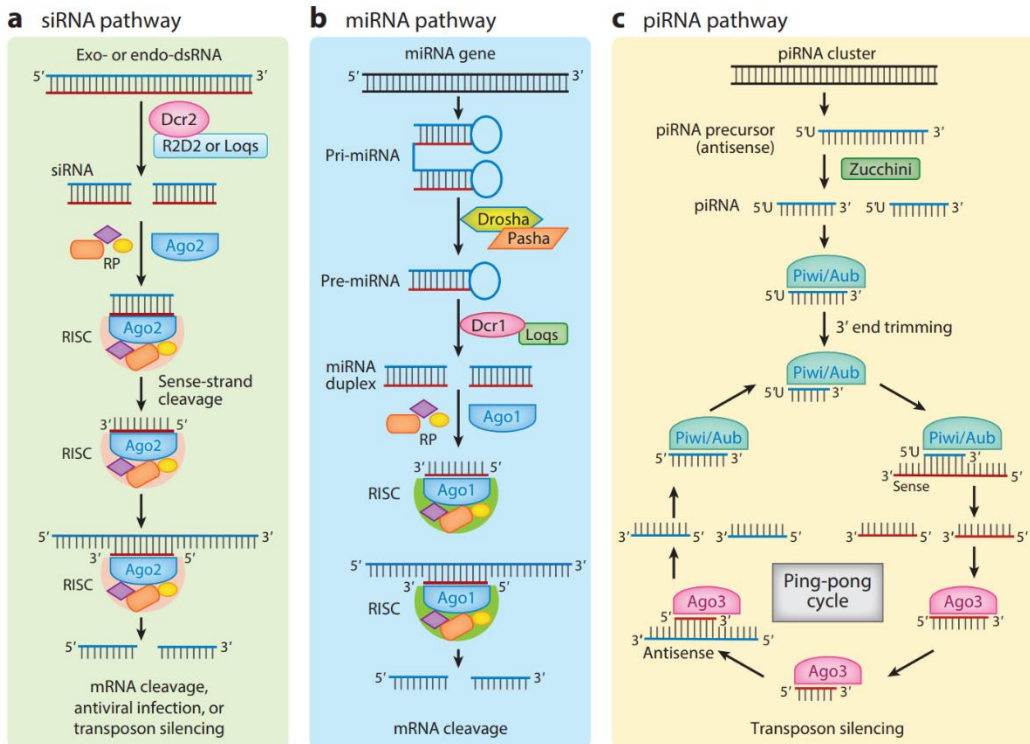 a siRNA pathway
Exo- or endo-dsRNA
5′ 3′
Dcr2
R2D2 or Loqs
siRNA
RP
Ago2
RISC
Ago2
Sense-strand
cleavage
3′ 5′
RISC
Ago2
5′ 3′
3′ 5′
RISC
Ago2
5′ 3′
mRNA cleavage,
antiviral infection, or
transposon silencing
b miRNA pathway
miRNA gene
5′ 3′
Pri-miRNA
Drosha
Pasha
Pre-miRNA
Dcr1
Loqs
miRNA
duplex
RP
Ago1
3′ 5′
RISC
Ago1
5′ 3′
3′ 5′
RISC
Ago1
5′ 3′
mRNA cleavage
c piRNA pathway
piRNA cluster
piRNA precursor
(antisense)
5′U 3′
Zucchini
piRNA
5′U 3′ 5′U 3′
Piwi/Aub
5′U 3′
3′ end trimming
Piwi/Aub
5′U 3′
Piwi/Aub
5′ 3′
Piwi/Aub
5′U 3′
3′ 5′
Sense
3′ 5′ 3′ 5′
3′ 5′ 3′ 5′
Ping-pong
cycle
Ago3
5′ 3′
3′ 5′
Antisense
Ago3
5′ 3′
Ago3
5′ 3′
Transposon silencing